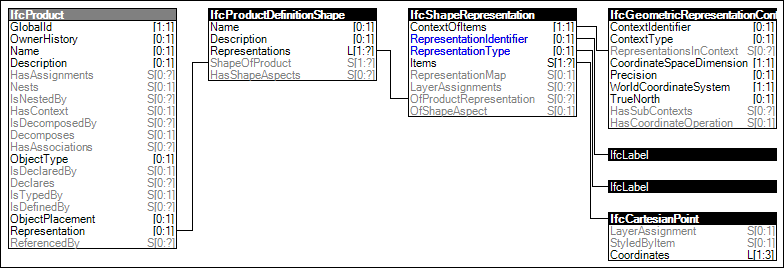 IfcProduct
GlobalId [1:1]
OwnerHistory [0:1]
Name [0:1]
Description [0:1]
HasAssignments S[0:?]
Nests S[0:1]
IsNestedBy S[0:?]
HasContext S[0:1]
IsDecomposedBy S[0:?]
Decomposes S[0:1]
HasAssociations S[0:?]
ObjectType [0:1]
IsDeclaredBy S[0:1]
Declares S[0:?]
IsTypedBy S[0:1]
IsDefinedBy S[0:?]
ObjectPlacement [0:1]
Representation [0:1]
ReferencedBy S[0:?]
IfcProductDefinitionShape
Name [0:1]
Description [0:1]
Representations L[1:?]
ShapeOfProduct S[1:?]
HasShapeAspects S[0:?]
IfcShapeRepresentation
ContextOfItems [1:1]
RepresentationIdentifier [0:1]
RepresentationType [0:1]
Items S[1:?]
RepresentationMap S[0:1]
LayerAssignments S[0:?]
OfProductRepresentation S[0:?]
OfShapeAspect S[0:1]
IfcGeometricRepresentationCon
ContextIdentifier [0:1]
ContextType [0:1]
RepresentationsInContext S[0:?]
CoordinateSpaceDimension [1:1]
Precision [0:1]
WorldCoordinateSystem [1:1]
TrueNorth [0:1]
HasSubContexts S[0:?]
HasCoordinateOperation S[0:1]
IfcLabel
IfcLabel
IfcCartesianPoint
LayerAssignment S[0:1]
StyledByItem S[0:1]
Coordinates L[1:3]